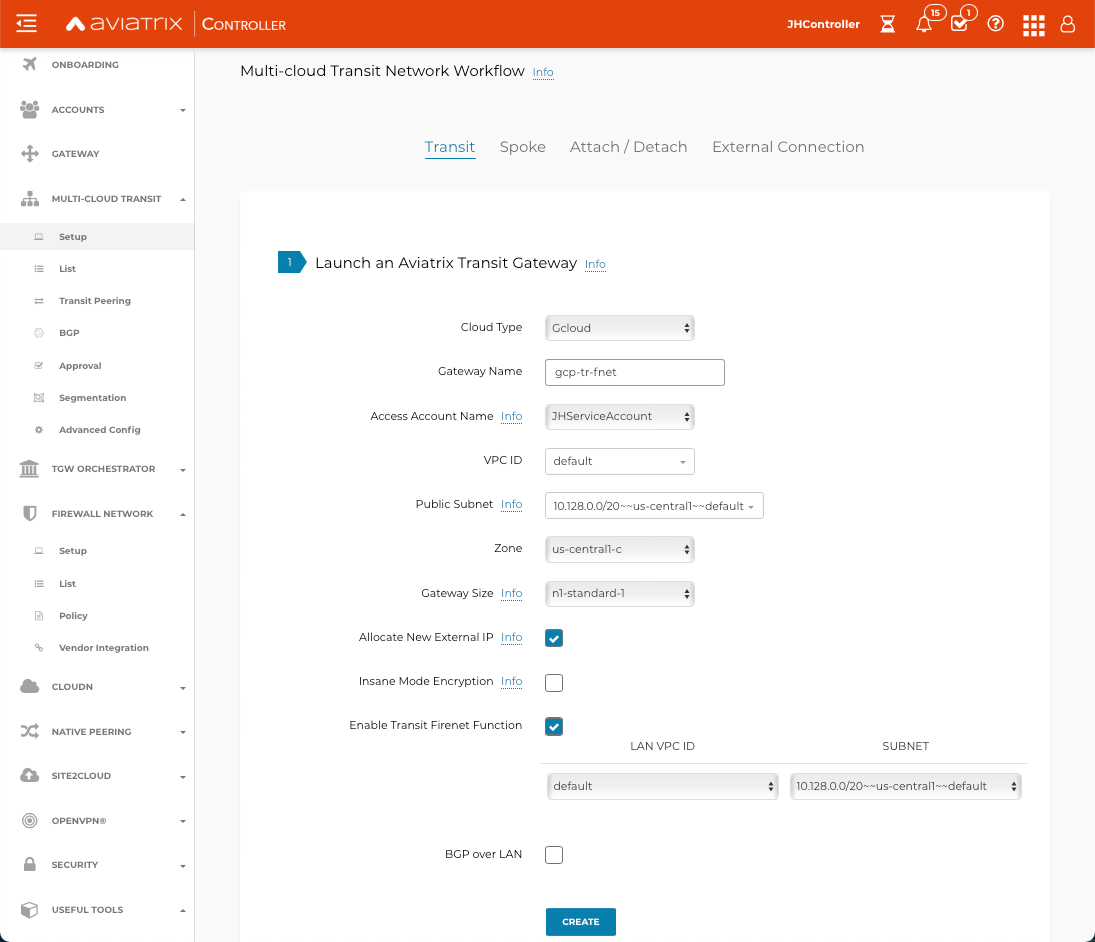 AVIATRIX CONTROLLER
JHController
15
1
ONBOARDING
ACCOUNTS
GATEWAY
MULTI-CLOUD TRANSIT
Setup
List
Transit Peering
BGP
Approval
Segmentation
Advanced Config
TGW ORCHESTRATOR
FIREWALL NETWORK
Setup
List
Policy
Vendor Integration
CLOUDN
NATIVE PEERING
SITE2CLOUD
OPENVPN®
SECURITY
USEFUL TOOLS
Multi-cloud Transit Network Workflow Info
Transit Spoke Attach / Detach External Connection
1 Launch an Aviatrix Transit Gateway Info
Cloud Type Gcloud
Gateway Name gcp-tr-fnet
Access Account Name Info JHServiceAccount
VPC ID default
Public Subnet Info 10.128.0.0/20~~us-central1~~default
Zone us-central1-c
Gateway Size Info n1-standard-1
Allocate New External IP Info
Insane Mode Encryption Info
Enable Transit Firenet Function
LAN VPC ID SUBNET
default 10.128.0.0/20~~us-central1~~default
BGP over LAN
CREATE